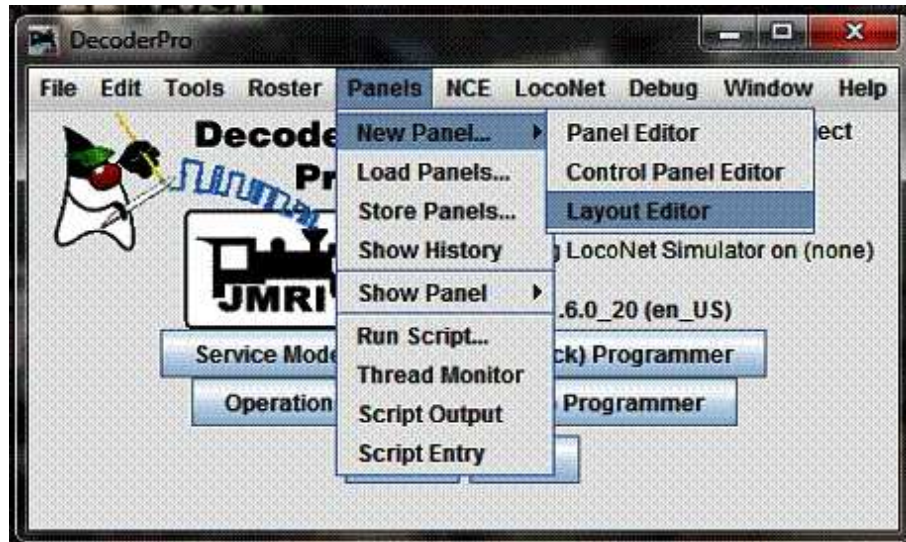 DecoderPro
File Edit Tools Roster Panels NCE LocoNet Debug Window Help
New Panel...
Load Panels...
Store Panels...
Show History
Show Panel
Run Script...
Thread Monitor
Script Output
Script Entry
Panel Editor
Control Panel Editor
Layout Editor
Decode
Pr
JMRI
ect
LocoNet Simulator on (none)
.6.0_20 (en_US)
Service Mode
ck) Programmer
Operation
Programmer